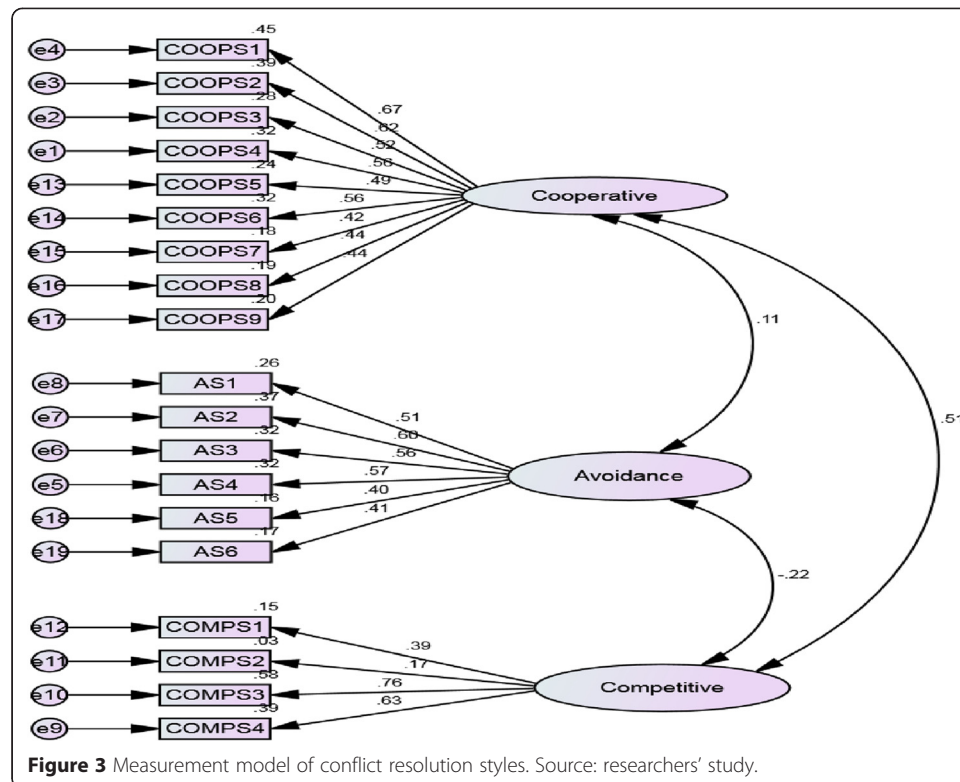 .45
e4 COOPS1
.39
e3 COOPS2
.28
e2 COOPS3
.32
e1 COOPS4
.24
e13 COOPS5
.32
e14 COOPS6
.18
e15 COOPS7
.19
e16 COOPS8
.20
e17 COOPS9
.67
.62
.52
.56
.49
.56
.42
.44
.44
Cooperative
.11
.51
.26
e8 AS1
.37
e7 AS2
.32
e6 AS3
.32
e5 AS4
.16
e18 AS5
.17
e19 AS6
.51
.60
.56
.57
.40
.41
Avoidance
-.22
.15
e12 COMPS1
.03
e11 COMPS2
.58
e10 COMPS3
.39
e9 COMPS4
.39
.17
.76
.63
Competitive
Figure 3 Measurement model of conflict resolution styles. Source: researchers’ study.